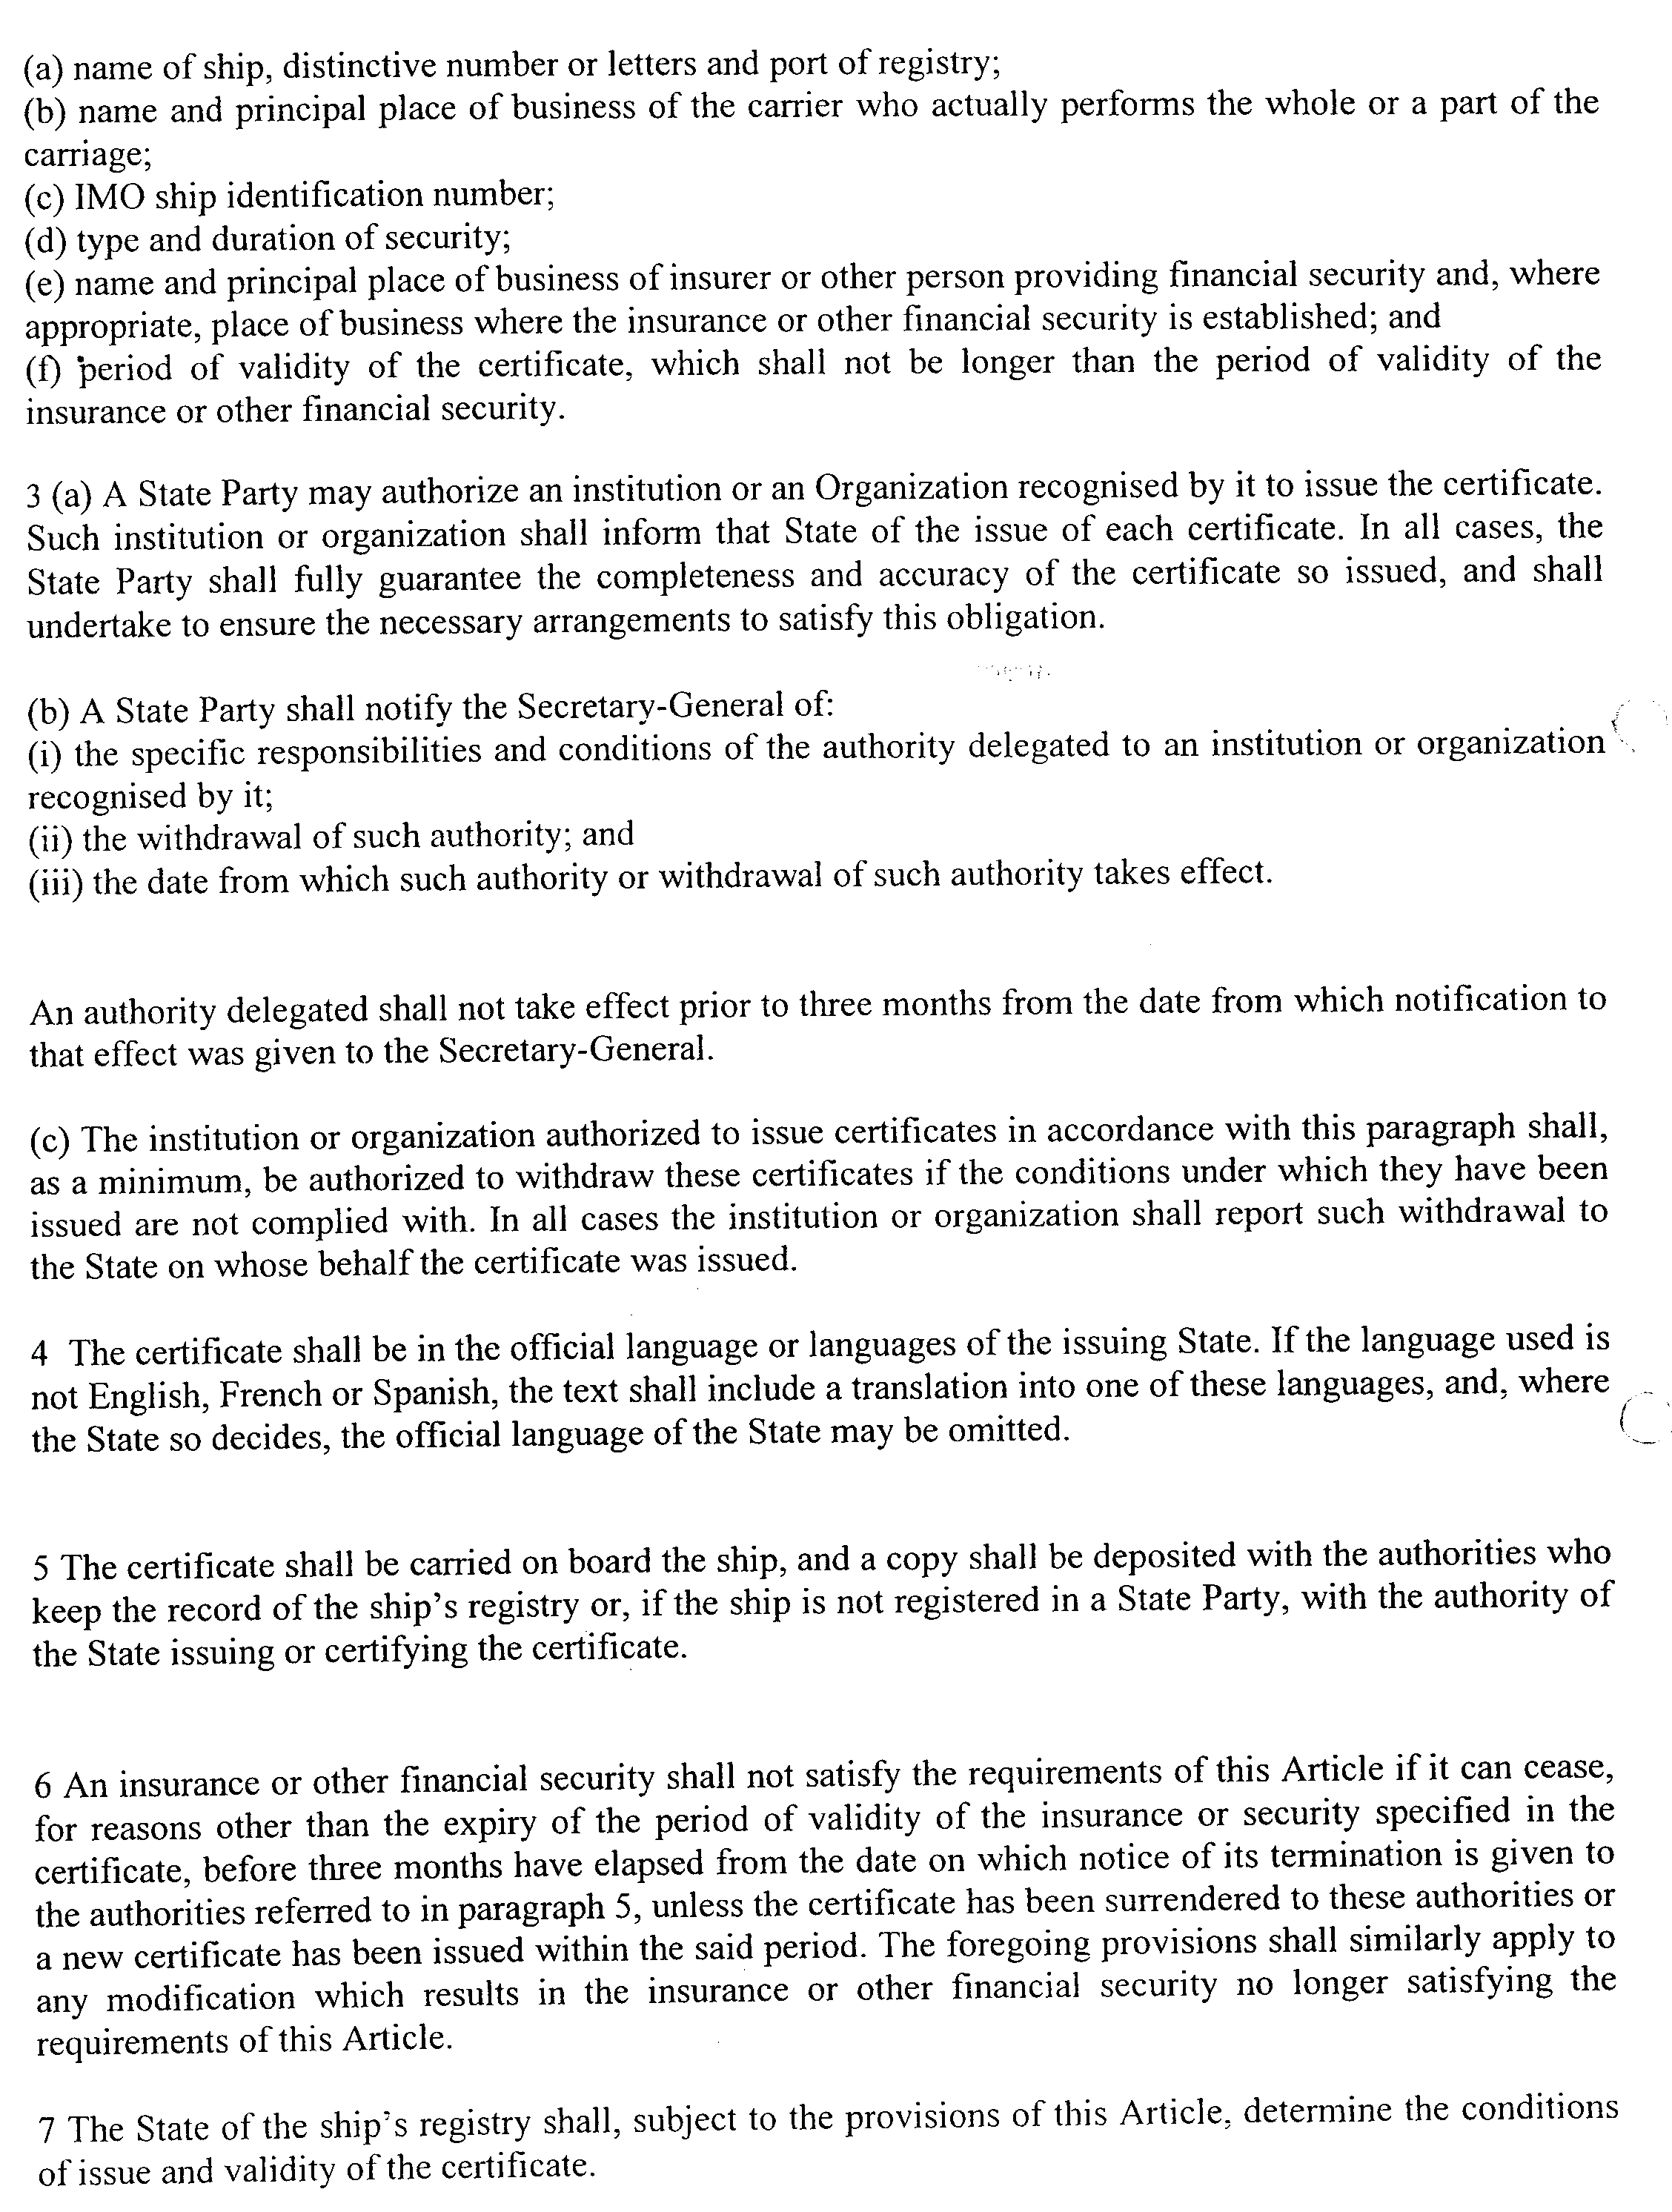 (a) name of ship, distinctive number or letters and port of registry;
(b) name and principal place of business of the carrier who actually performs the whole or a part of the
carriage;
(c) IMO ship identification number;
(d) type and duration of security;
(e) name and principal place of business of insurer or other person providing financial security and, where
appropriate, place of business where the insurance or other financial security is established; and
(f) period of validity of the certificate, which shall not be longer than the period of validity of the
insurance or other financial security.
3 (a) A State Party may authorize an institution or an Organization recognised by it to issue the certificate.
Such institution or organization shall inform that State of the issue of each certificate. In all cases, the
State Party shall fully guarantee the completeness and accuracy of the certificate so issued, and shall
undertake to ensure the necessary arrangements to satisfy this obligation.
(b) A State Party shall notify the Secretary-General of:
(i) the specific responsibilities and conditions of the authority delegated to an institution or organization
recognised by it;
(ii) the withdrawal of such authority; and
(iii) the date from which such authority or withdrawal of such authority takes effect.
An authority delegated shall not take effect prior to three months from the date from which notification to
that effect was given to the Secretary-General.
(c) The institution or organization authorized to issue certificates in accordance with this paragraph shall,
as a minimum, be authorized to withdraw these certificates if the conditions under which they have been
issued are not complied with. In all cases the institution or organization shall report such withdrawal to
the State on whose behalf the certificate was issued.
4 The certificate shall be in the official language or languages of the issuing State. If the language used is
not English, French or Spanish, the text shall include a translation into one of these languages, and, where
the State so decides, the official language of the State may be omitted.
5 The certificate shall be carried on board the ship, and a copy shall be deposited with the authorities who
keep the record of the ship's registry or, if the ship is not registered in a State Party, with the authority of
the State issuing or certifying the certificate.
6 An insurance or other financial security shall not satisfy the requirements of this Article if it can cease,
for reasons other than the expiry of the period of validity of the insurance or security specified in the
certificate, before three months have elapsed from the date on which notice of its termination is given to
the authorities referred to in paragraph 5, unless the certificate has been surrendered to these authorities or
a new certificate has been issued within the said period. The foregoing provisions shall similarly apply to
any modification which results in the insurance or other financial security no longer satisfying the
requirements of this Article.
7 The State of the ship's registry shall, subject to the provisions of this Article, determine the conditions
of issue and validity of the certificate.